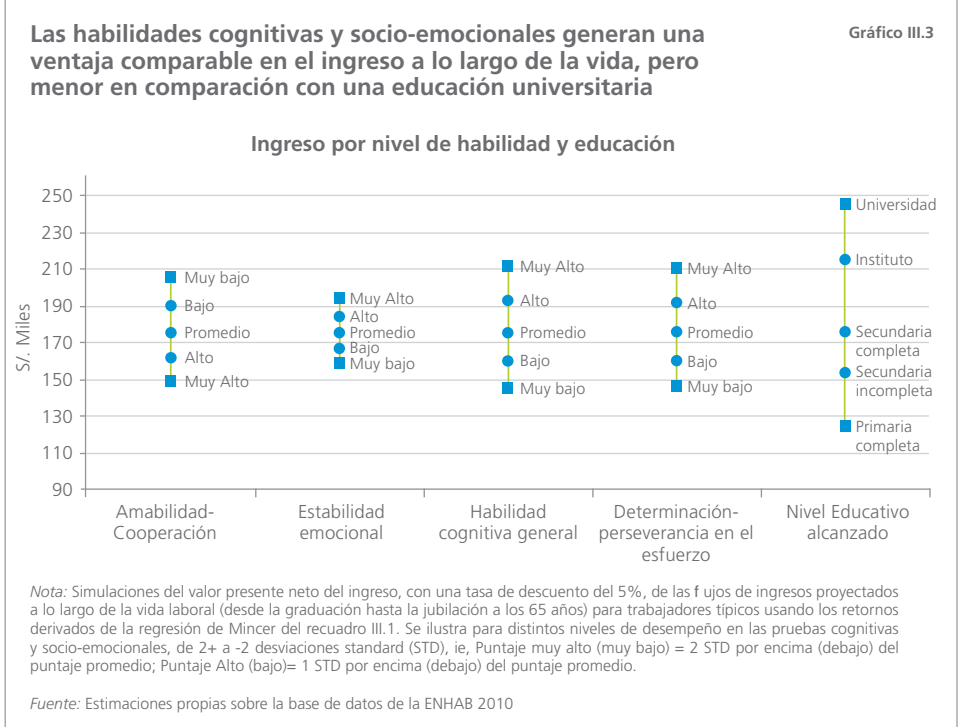 Las habilidades cognitivas y socio-emocionales generan una
ventaja comparable en el ingreso a lo largo de la vida, pero
menor en comparación con una educación universitaria
Gráfico III.3
Ingreso por nivel de habilidad y educación
S/. Miles
250
230
210
190
170
150
130
110
90
Muy bajo
Bajo
Promedio
Alto
Muy Alto
Muy Alto
Alto
Promedio
Bajo
Muy bajo
Muy Alto
Alto
Promedio
Bajo
Muy bajo
Muy Alto
Alto
Promedio
Bajo
Muy bajo
Universidad
Instituto
Secundaria
completa
Secundaria
incompleta
Primaria
completa
Amabilidad-
Cooperación
Estabilidad
emocional
Habilidad
cognitiva general
Determinación-
perseverancia en el
esfuerzo
Nivel Educativo
alcanzado
Nota: Simulaciones del valor presente neto del ingreso, con una tasa de descuento del 5%, de las f ujos de ingresos proyectados
a lo largo de la vida laboral (desde la graduación hasta la jubilación a los 65 años) para trabajadores típicos usando los retornos
derivados de la regresión de Mincer del recuadro III.1. Se ilustra para distintos niveles de desempeño en las pruebas cognitivas
y socio-emocionales, de 2+ a -2 desviaciones standard (STD), ie, Puntaje muy alto (muy bajo) = 2 STD por encima (debajo) del
puntaje promedio; Puntaje Alto (bajo)= 1 STD por encima (debajo) del puntaje promedio.
Fuente: Estimaciones propias sobre la base de datos de la ENHAB 2010